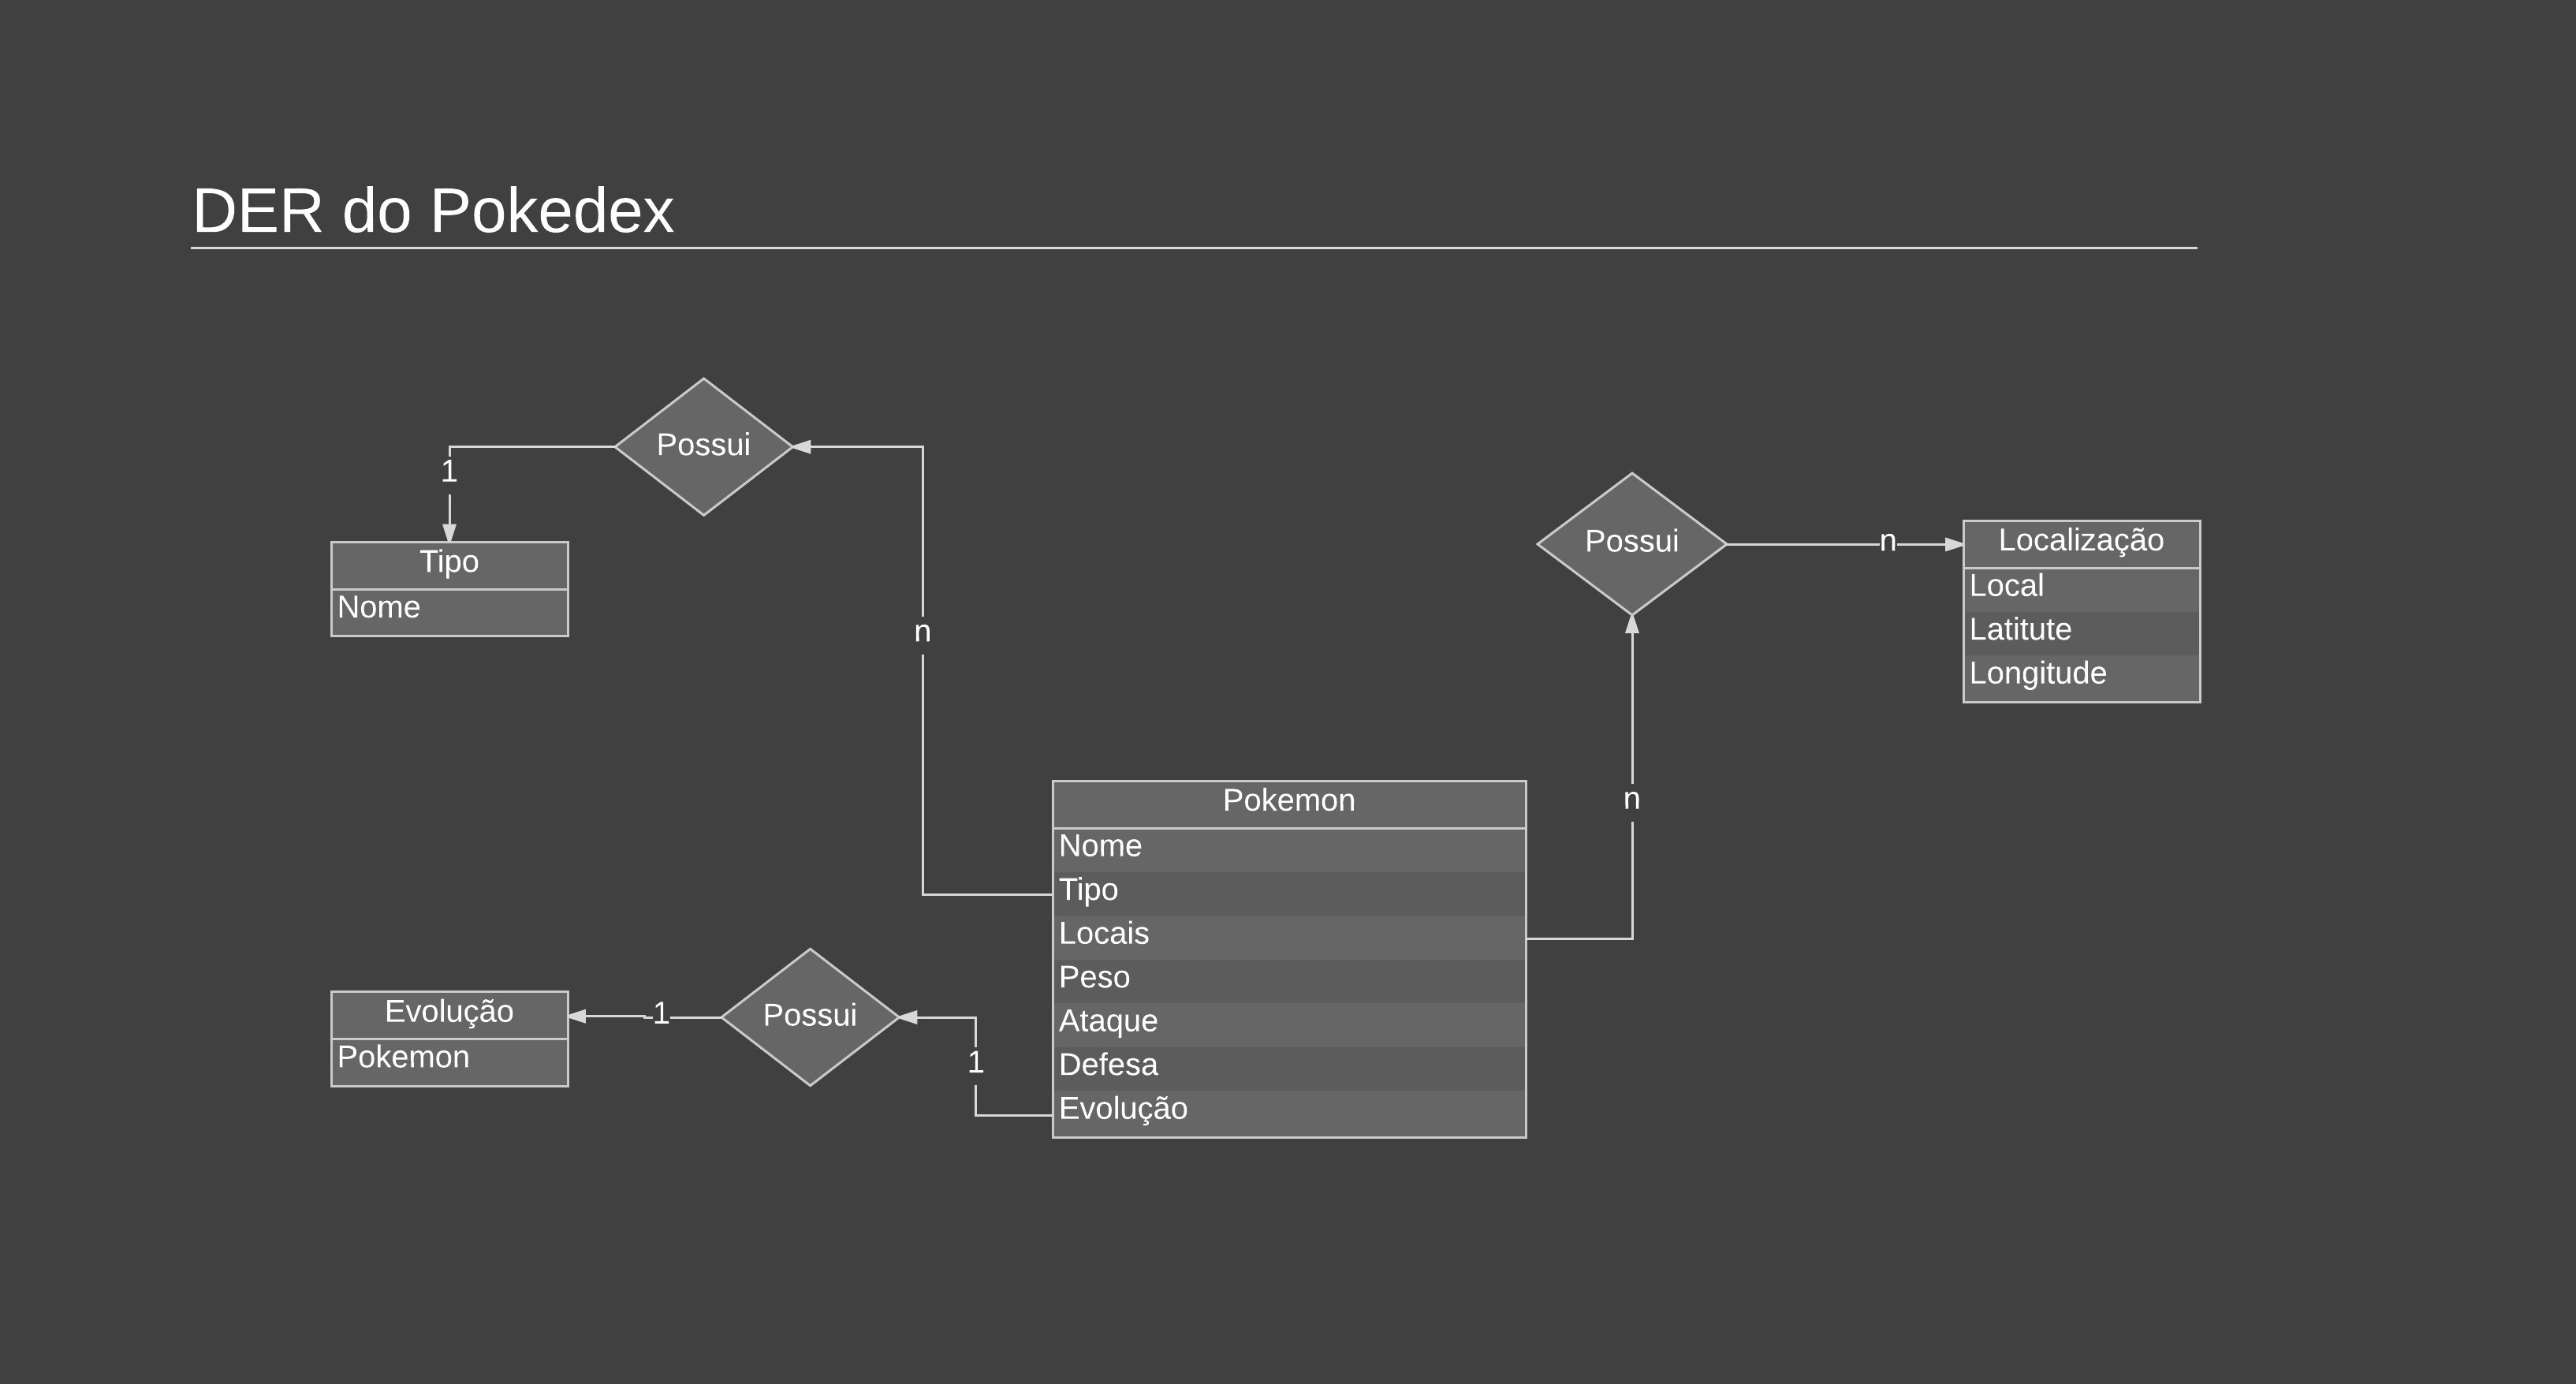 DER do Pokedex
Possui
1
Tipo
Nome
n
Possui
n
Localização
Local
Latitute
Longitude
n
Pokemon
Nome
Tipo
Locais
Peso
Ataque
Defesa
Evolução
Possui
1
1
Evolução
Pokemon